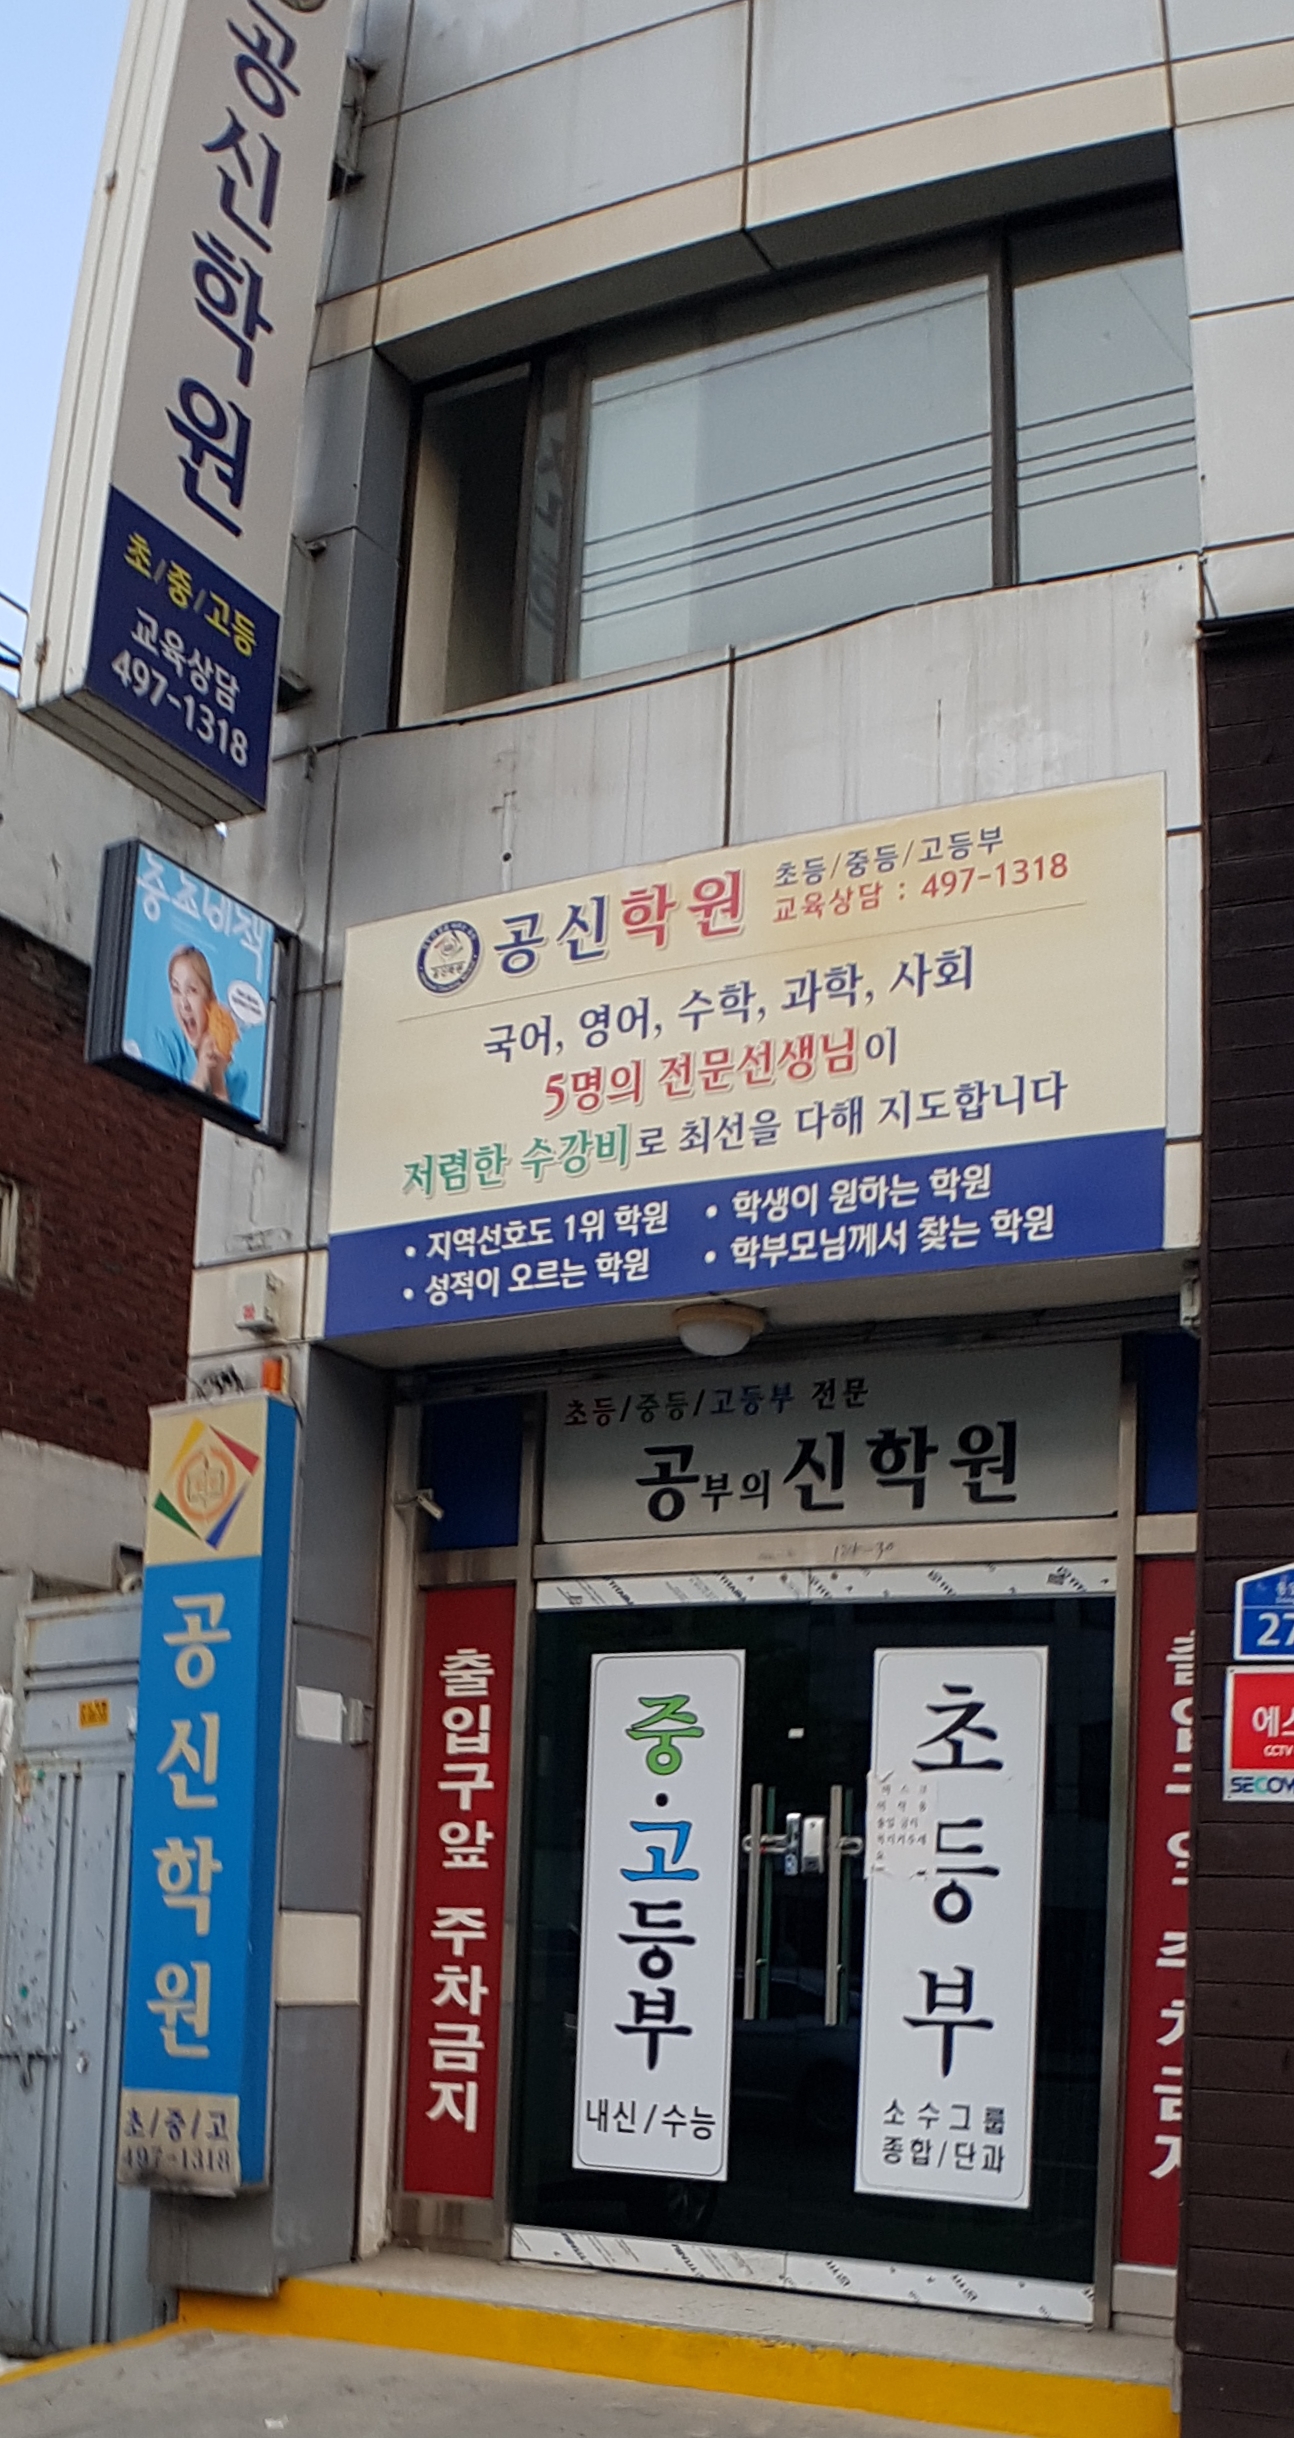 공신학원
초/중/고등
교육상담
497-1318
공신학원
초등/중등/고등부
교육상담 : 497-1318
국어, 영어, 수학, 과학, 사회
5명의 전문선생님이
저렴한 수강비로 최선을 다해 지도합니다
• 지역선호도 1위 학원
• 학생이 원하는 학원
• 성적이 오르는 학원
• 학부모님께서 찾는 학원
초등/중등/고등부 전문
공부의신학원
공신학원
초/중/고
497-1318
출입구앞 주차금지
중·고등부
내신/수능
초등부
소수그룹
종합/단과
27
CCTV